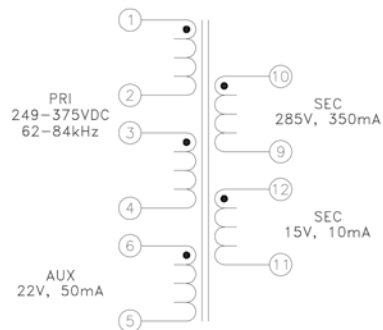 1
PRI
249-375VDC
62-84kHz
2
3
4
6
AUX
22V, 50mA
5
10
SEC
285V, 350mA
9
12
SEC
15V, 10mA
11